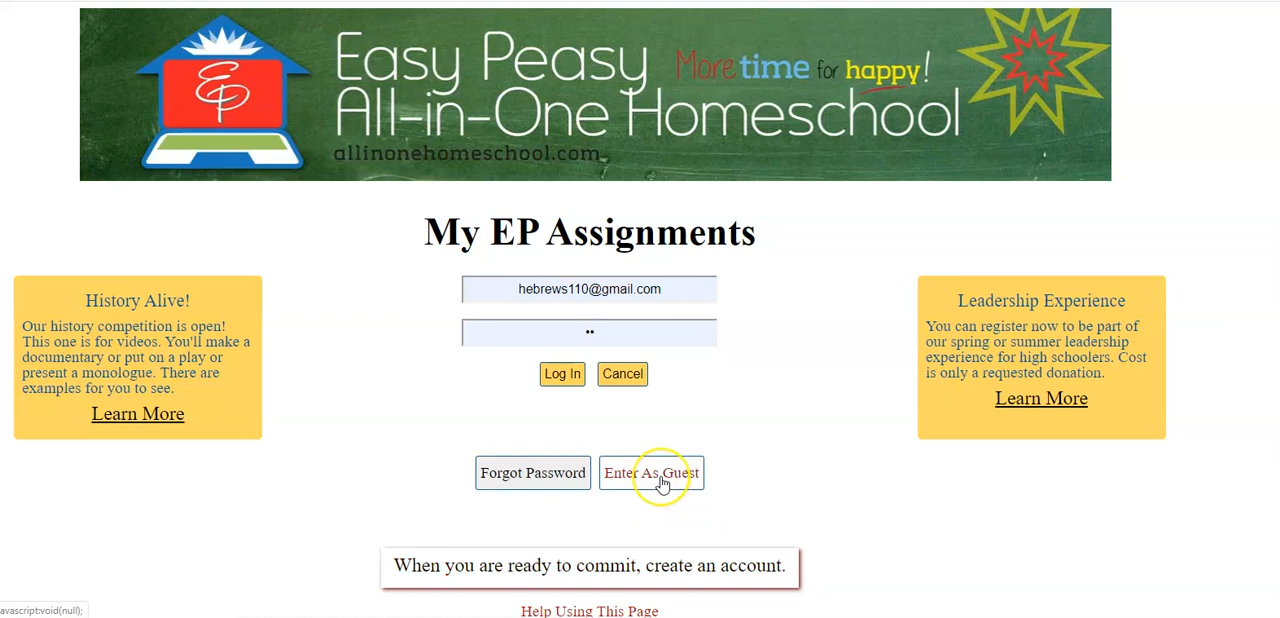 Easy Peasy More time for happy!
EP All-in-One Homeschool
allinonehomeschool.com
My EP Assignments
hebrews110@gmail.com
••
Log In Cancel
History Alive!
Our history competition is open!
This one is for videos. You'll make a
documentary or put on a play or
present a monologue. There are
examples for you to see.
Learn More
Leadership Experience
You can register now to be part of
our spring or summer leadership
experience for high schoolers. Cost
is only a requested donation.
Learn More
Forgot Password Enter As Guest
When you are ready to commit, create an account.
Help Using This Page
avascript:void(null);